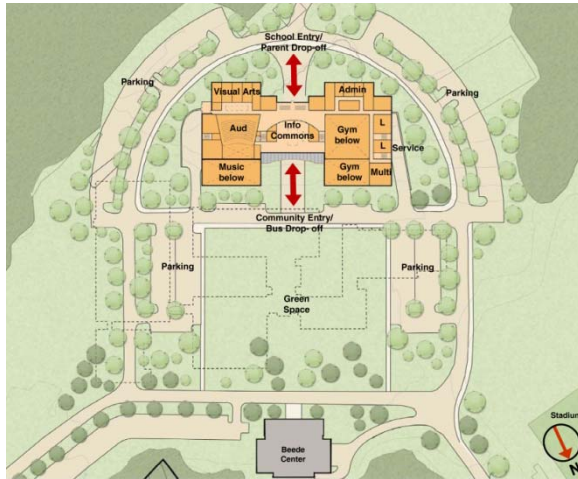 School Entry/
Parent Drop-off
Parking
Parking
Visual Arts
Admin
Aud
Info
Commons
Gym
below
L
L
Service
Music
below
Gym
below
Multi
Community Entry/
Bus Drop- off
Parking
Parking
Green
Space
Beede
Center
Stadium
N